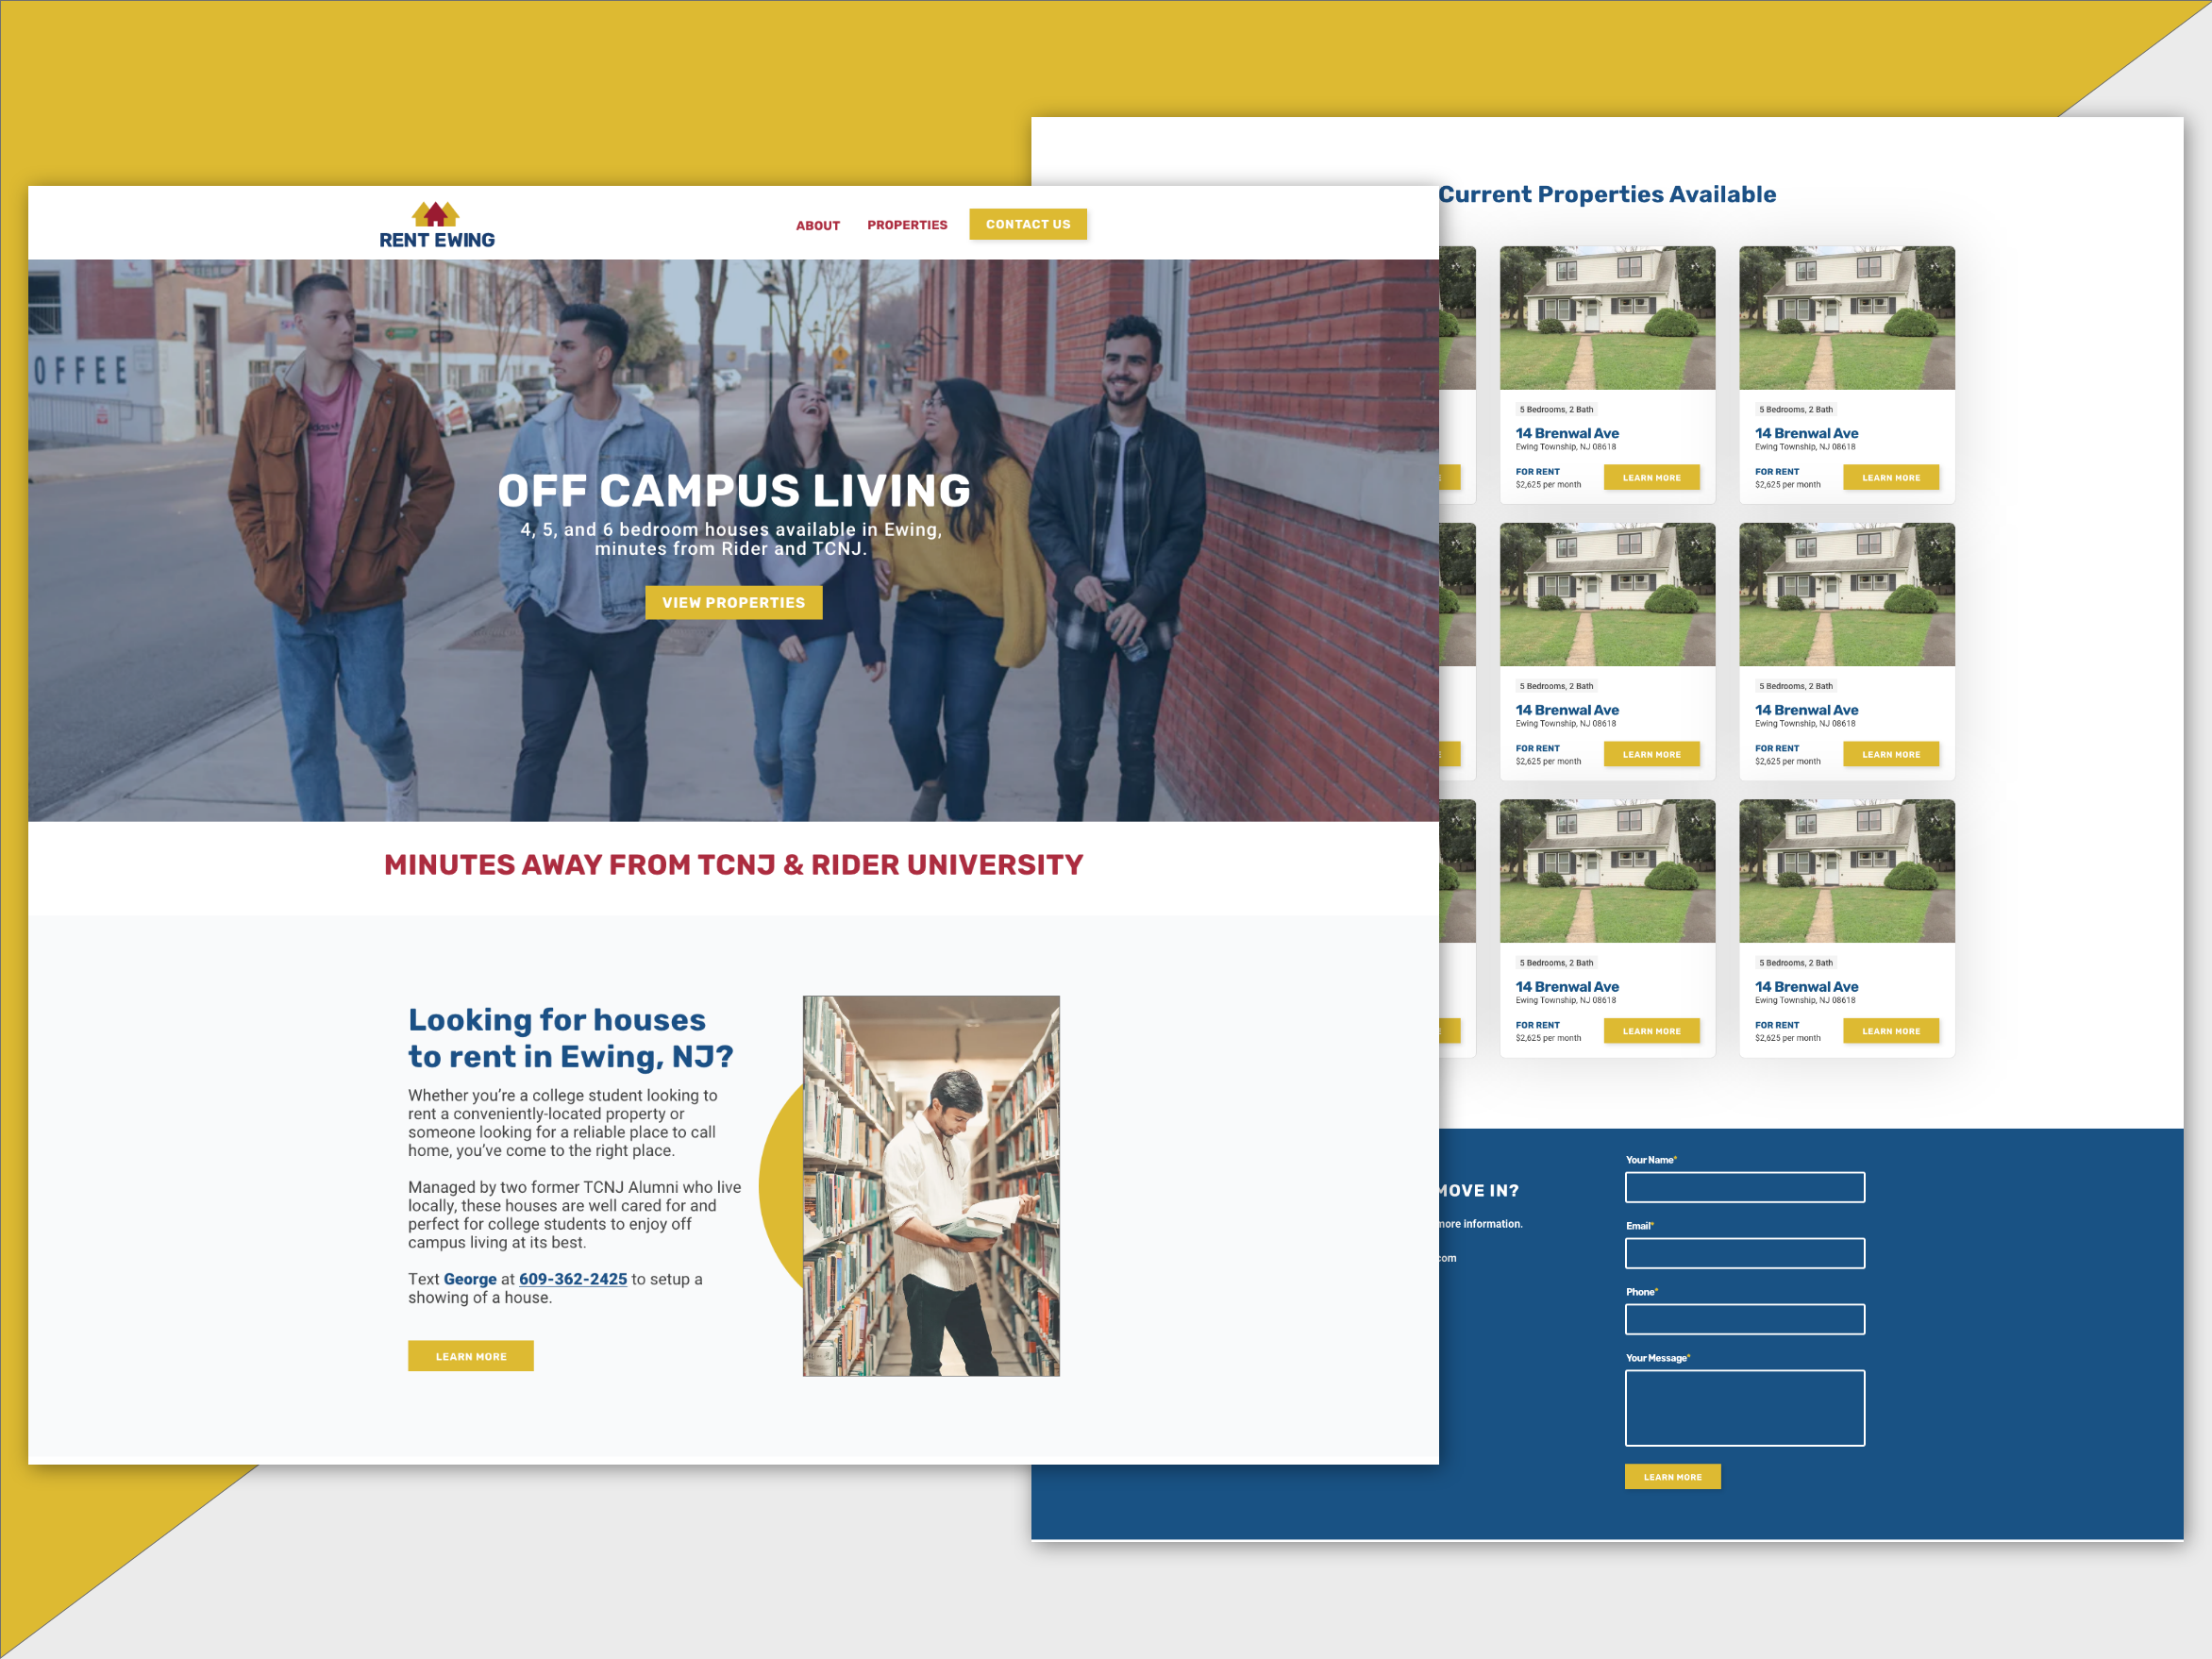 RENT EWING
ABOUT
PROPERTIES
CONTACT US
OFFEE
OFF CAMPUS LIVING
4, 5, and 6 bedroom houses available in Ewing,
minutes from Rider and TCNJ.
VIEW PROPERTIES
MINUTES AWAY FROM TCNJ & RIDER UNIVERSITY
Looking for houses
to rent in Ewing, NJ?
Whether you're a college student looking to
rent a conveniently-located property or
someone looking for a reliable place to call
home, you've come to the right place.
Managed by two former TCNJ Alumni who live
locally, these houses are well cared for and
perfect for college students to enjoy off
campus living at its best.
Text George at 609-362-2425 to setup a
showing of a house.
LEARN MORE
Current Properties Available
5 Bedrooms, 2 Bath
14 Brenwal Ave
Ewing Township, NJ 08618
FOR RENT
$2,625 per month
LEARN MORE
5 Bedrooms, 2 Bath
14 Brenwal Ave
Ewing Township, NJ 08618
FOR RENT
$2,625 per month
LEARN MORE
5 Bedrooms, 2 Bath
14 Brenwal Ave
Ewing Township, NJ 08618
FOR RENT
$2,625 per month
LEARN MORE
5 Bedrooms, 2 Bath
14 Brenwal Ave
Ewing Township, NJ 08618
FOR RENT
$2,625 per month
LEARN MORE
5 Bedrooms, 2 Bath
14 Brenwal Ave
Ewing Township, NJ 08618
FOR RENT
$2,625 per month
LEARN MORE
5 Bedrooms, 2 Bath
14 Brenwal Ave
Ewing Township, NJ 08618
FOR RENT
$2,625 per month
LEARN MORE
MOVE IN?
more information.
com
Your Name*
Email*
Phone*
Your Message*
LEARN MORE